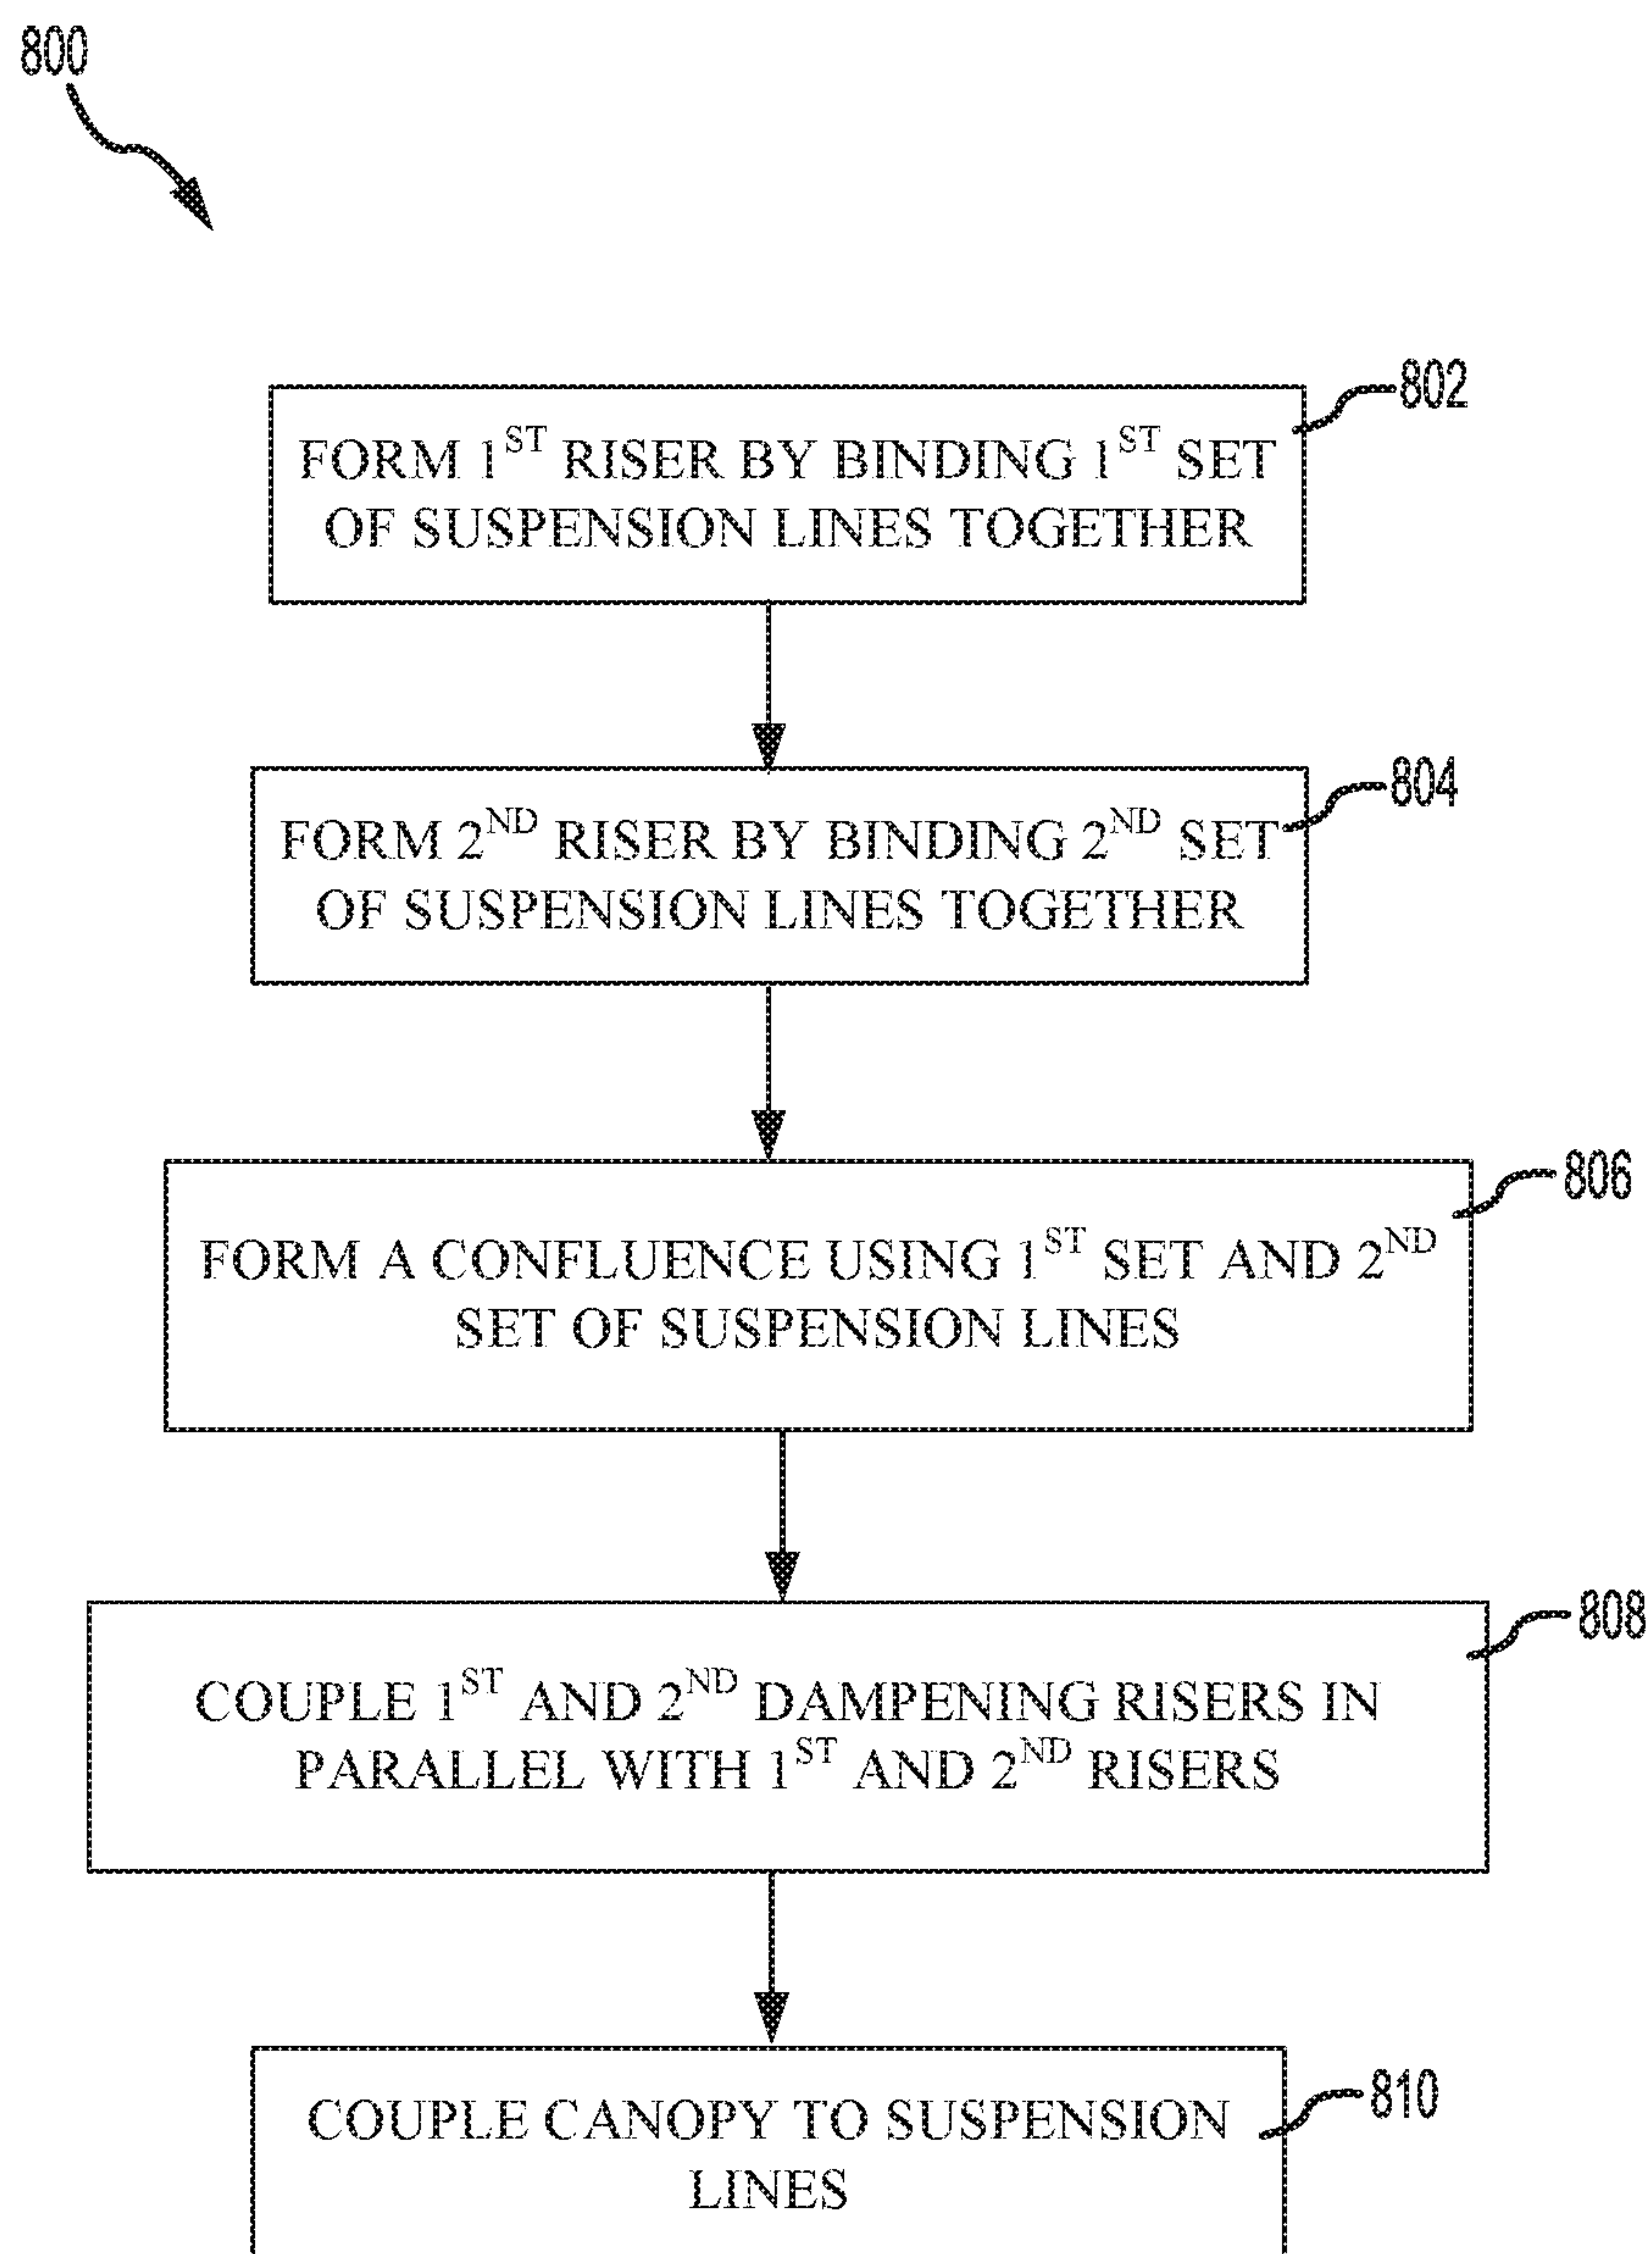 800
802
FORM 1ST RISER BY BINDING 1ST SET
OF SUSPENSION LINES TOGETHER
804
FORM 2ND RISER BY BINDING 2ND SET
OF SUSPENSION LINES TOGETHER
806
FORM A CONFLUENCE USING 1ST SET AND 2ND
SET OF SUSPENSION LINES
808
COUPLE 1ST AND 2ND DAMPENING RISERS IN
PARALLEL WITH 1ST AND 2ND RISERS
810
COUPLE CANOPY TO SUSPENSION
LINES